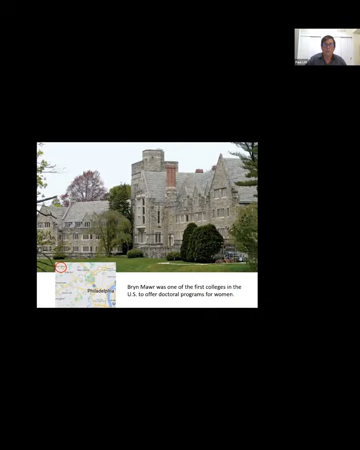 Philadelphia
Bryn Mawr was one of the first colleges in the
U.S. to offer doctoral programs for women.